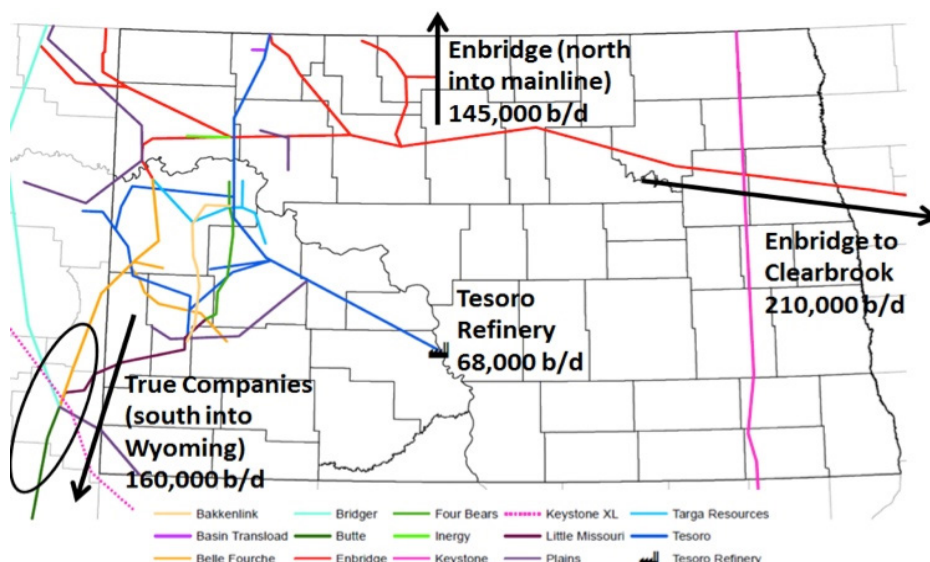 Enbridge (north
into mainline)
145,000 b/d
Enbridge to
Clearbrook
210,000 b/d
Tesoro
Refinery
68,000 b/d
True Companies
(south into
Wyoming)
160,000 b/d
Bakkenlink
Bridger
Four Bears
Keystone XL
Targa Resources
Basin Transload
Butte
Inergy
Little Missouri
Tesoro
Belle Fourche
Enbridge
Keystone
Plains
Tesoro Refinery